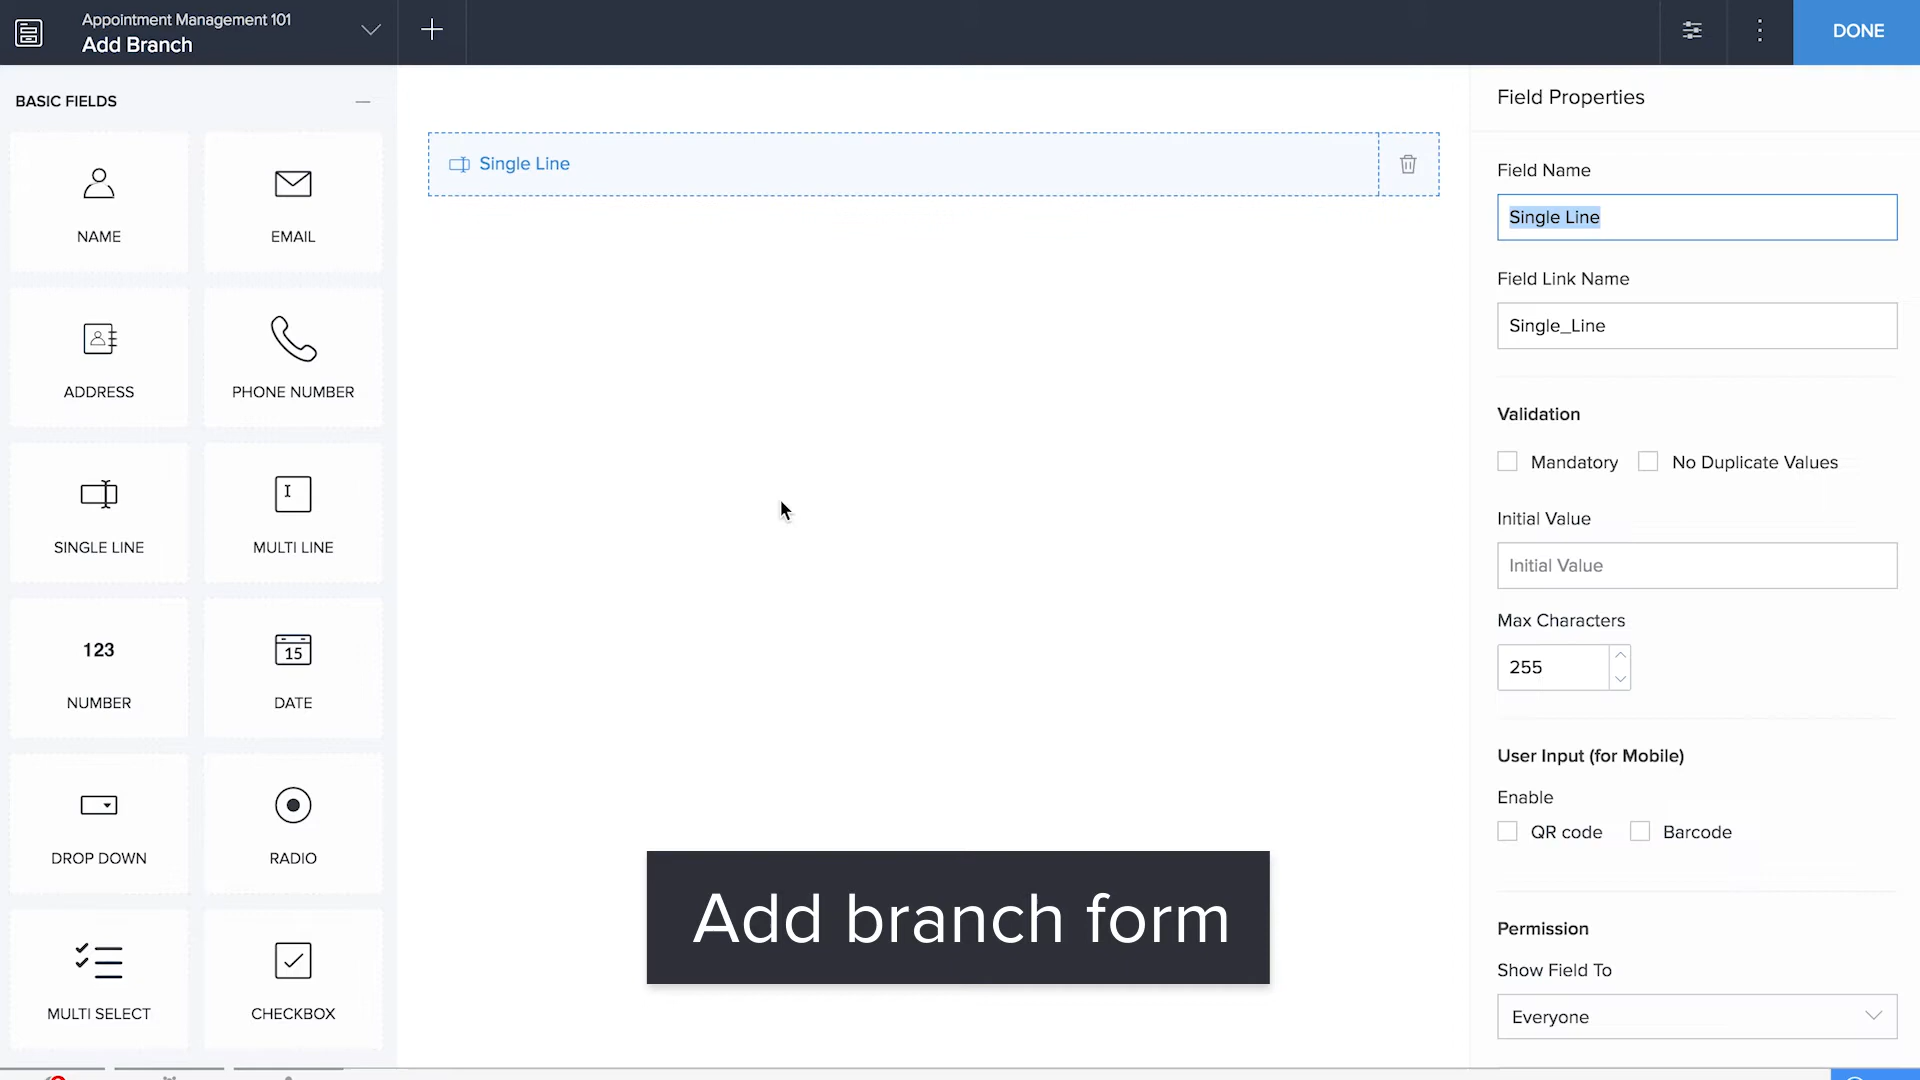 Appointment Management 101
Add Branch
DONE
BASIC FIELDS
NAME
EMAIL
ADDRESS
PHONE NUMBER
SINGLE LINE
I
MULTI LINE
123
NUMBER
15
DATE
DROP DOWN
RADIO
MULTI SELECT
CHECKBOX
Single Line
Add branch form
Field Properties
Field Name
Single Line
Field Link Name
Single_Line
Validation
Mandatory
No Duplicate Values
Initial Value
Initial Value
Max Characters
255
User Input (for Mobile)
Enable
QR code
Barcode
Permission
Show Field To
Everyone